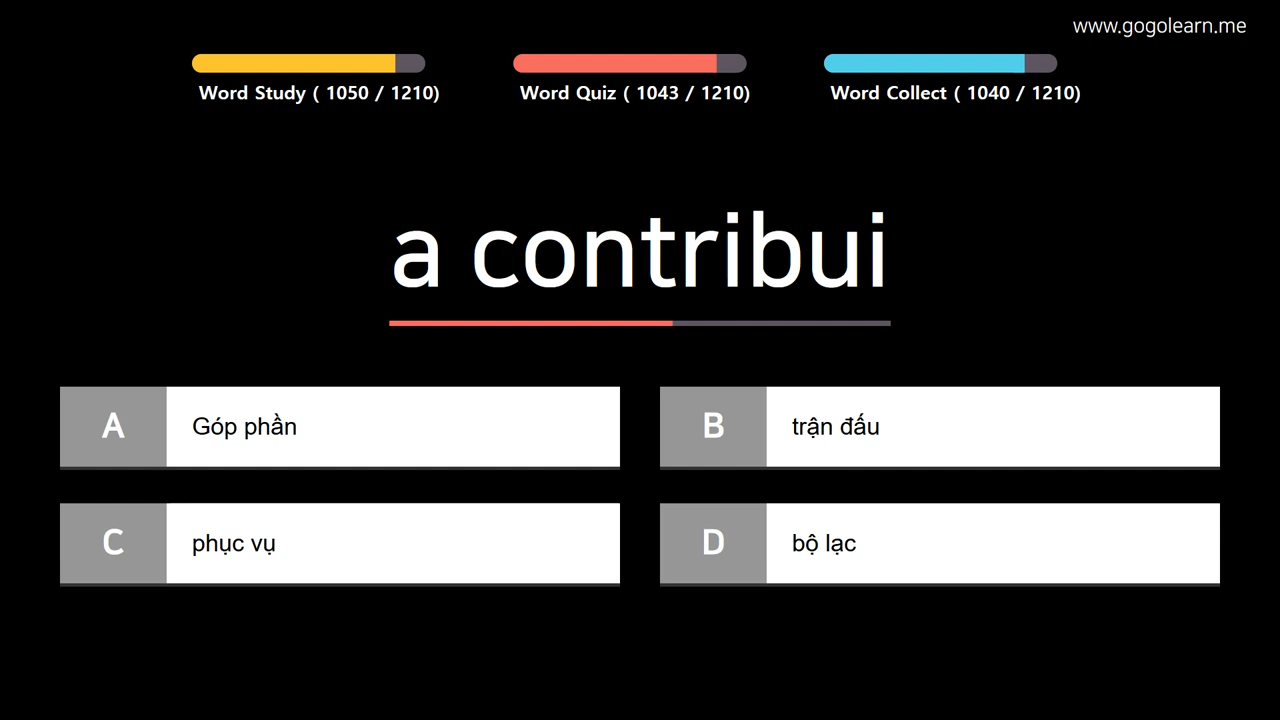 www.gogolearn.me
Word Study ( 1050 / 1210)
Word Quiz ( 1043 / 1210)
Word Collect ( 1040 / 1210)
a contribui
A Góp phần
B trận đấu
C phục vụ
D bộ lạc